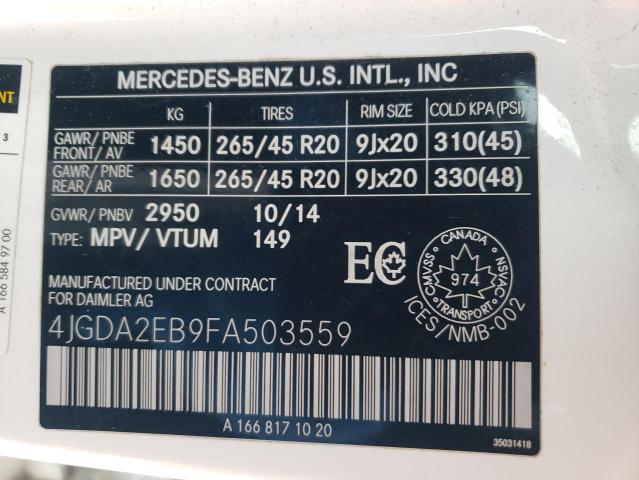 MERCEDES-BENZ U.S. INTL., INC
KG TIRES RIM SIZE COLD KPA (PSI)
GAWR/ PNBE
FRONT/ AV 1450 265/45 R20 9Jx20 310(45)
GAWR/ PNBE
REAR/ AR 1650 265/45 R20 9Jx20 330(48)
GVWR/ PNBV 2950 10/14
TYPE: MPV/ VTUM 149
MANUFACTURED UNDER CONTRACT
FOR DAIMLER AG
4JGDA2EB9FA503559
A 166 817 10 20
35031418
EC
CANADA
CMVSS NSVAC
974
TRANSPORT
ICES/NMB-002
NT
3
A 166 584 97 00